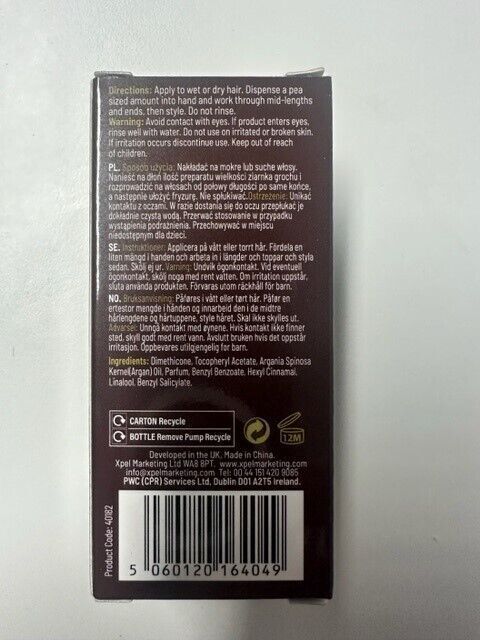 Directions: Apply to wet or dry hair. Dispense a pea
sized amount into hand and work through mid-lengths
and ends, then style. Do not rinse.
Warning: Avoid contact with eyes. If product enters eyes,
rinse well with water. Do not use on irritated or broken skin.
If irritation occurs discontinue use. Keep out of reach
of children.
PL. Sposób użycia: Nakładać na mokre lub suche włosy.
Nanieść na dłoń ilość preparatu wielkości ziarnka grochu i
rozprowadzić na włosach od połowy długości po same końce,
a następnie ułożyć fryzurę. Nie spłukiwać.Ostrzeżenie: Unikać
kontaktu z oczami. W razie dostania się do oczu przepłukać je
dokładnie czystą wodą. Przerwać stosowanie w przypadku
wystąpienia podrażnienia. Przechowywać w miejscu
niedostępnym dla dzieci.
SE. Instruktioner: Applicera på vått eller torrt hår. Fördela en
liten mängd i handen och arbeta in i längder och toppar och styla
sedan. Skölj ej ur. Varning: Undvik ögonkontakt. Vid eventuell
ögonkontakt, skölj noga med rent vatten. Om irritation uppstår,
sluta använda produkten. Förvaras utom räckhåll för barn.
NO. Bruksanvisning: Påføres i vått eller tørt hår. Påfør en
ertestor mengde i hånden og innarbeid den i de midtre
hårlengdene og hårtuppene, style håret. Skal ikke skylles ut.
Advarsel: Unngå kontakt med øynene. Hvis kontakt ikke finner
sted, skyll godt med rent vann. Avslutt bruken hvis det oppstår
irritasjon. Oppbevares utilgjengelig for barn.
Ingredients: Dimethicone, Tocopheryl Acetate, Argania Spinosa
Kernel(Argan) Oil, Parfum, Benzyl Benzoate, Hexyl Cinnamal,
Linalool, Benzyl Salicylate.
CARTON Recycle
BOTTLE Remove Pump Recycle
12M
Developed in the UK. Made in China.
Xpel Marketing Ltd WA8 8PT. www.xpelmarketing.com
info@xpelmarketing.com Tel: 00 44 151 420 9085
PWC (CPR) Services Ltd, Dublin D01 A2T5 Ireland.
Product Code: 40182
5 060120 164049